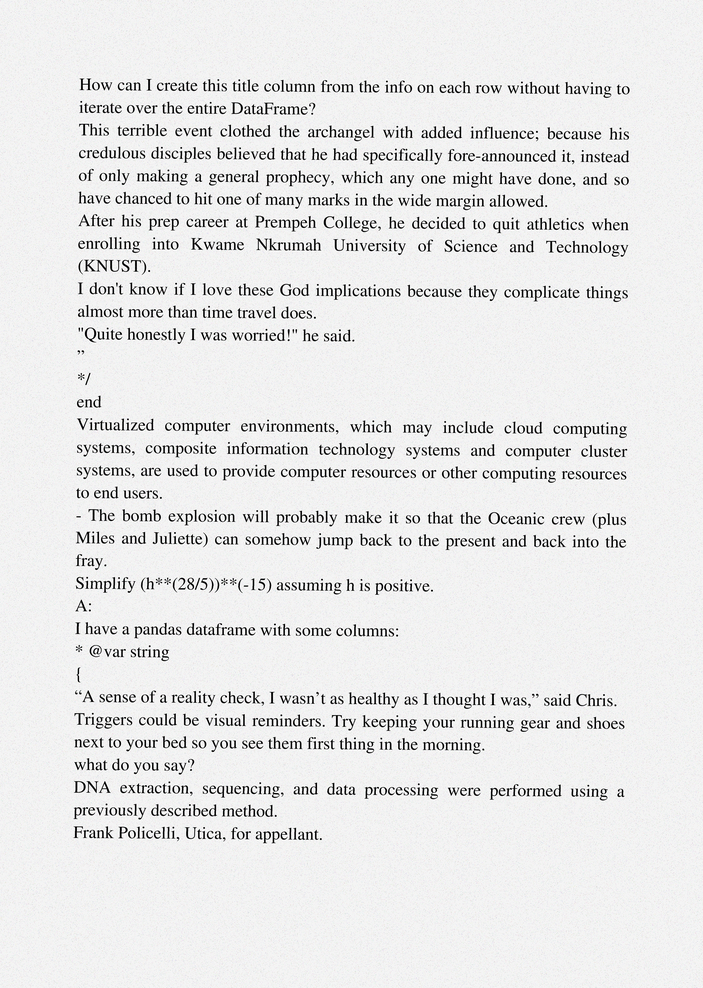 How can I create this title column from the info on each row without having to
iterate over the entire DataFrame?
This terrible event clothed the archangel with added influence; because his
credulous disciples believed that he had specifically fore-announced it, instead
of only making a general prophecy, which any one might have done, and so
have chanced to hit one of many marks in the wide margin allowed.
After his prep career at Prempeh College, he decided to quit athletics when
enrolling into Kwame Nkrumah University of Science and Technology
(KNUST).
I don't know if I love these God implications because they complicate things
almost more than time travel does.
"Quite honestly I was worried!" he said.
”
*/
end
Virtualized computer environments, which may include cloud computing
systems, composite information technology systems and computer cluster
systems, are used to provide computer resources or other computing resources
to end users.
- The bomb explosion will probably make it so that the Oceanic crew (plus
Miles and Juliette) can somehow jump back to the present and back into the
fray.
Simplify (h**(28/5))**(-15) assuming h is positive.
A:
I have a pandas dataframe with some columns:
* @var string
{
“A sense of a reality check, I wasn’t as healthy as I thought I was,” said Chris.
Triggers could be visual reminders. Try keeping your running gear and shoes
next to your bed so you see them first thing in the morning.
what do you say?
DNA extraction, sequencing, and data processing were performed using a
previously described method.
Frank Policelli, Utica, for appellant.